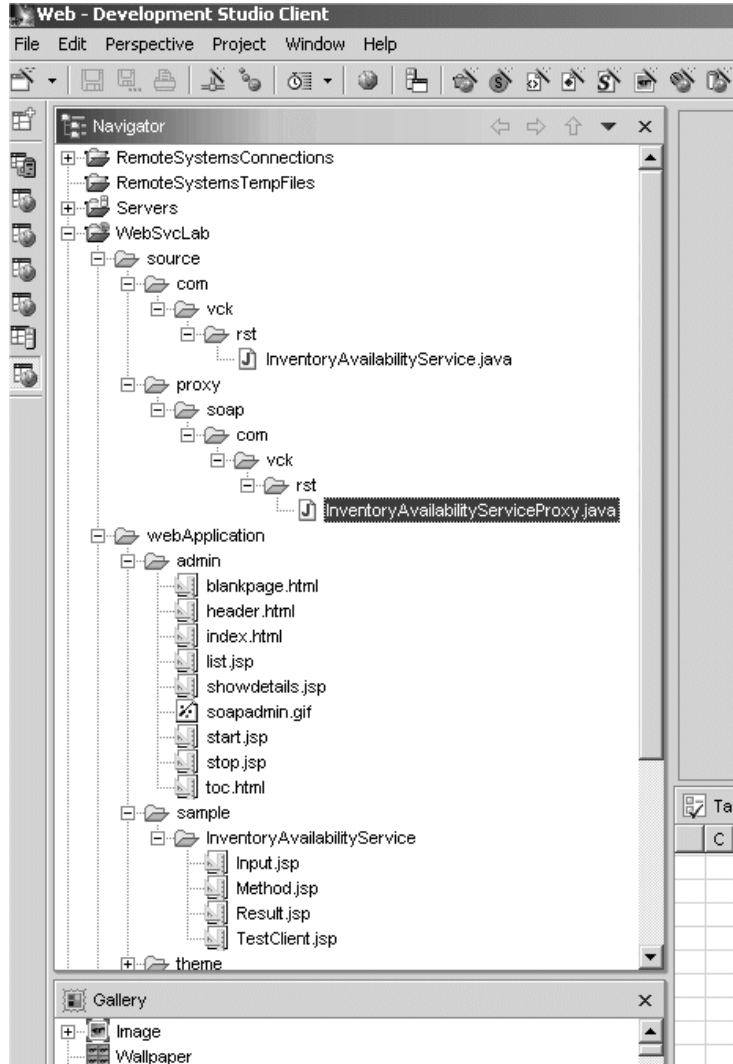 Web - Development Studio Client
File Edit Perspective Project Window Help
Navigator
RemoteSystemsConnections
RemoteSystemsTempFiles
Servers
WebSvcLab
source
com
vck
rst
InventoryAvailabilityService.java
proxy
soap
com
vck
rst
InventoryAvailabilityServiceProxy.java
webApplication
admin
blankpage.html
header.html
index.html
list.jsp
showdetails.jsp
soapadmin.gif
start.jsp
stop.jsp
toc.html
sample
InventoryAvailabilityService
Input.jsp
Method.jsp
Result.jsp
TestClient.jsp
theme
Ta
C
Gallery
Image
Wallpaper